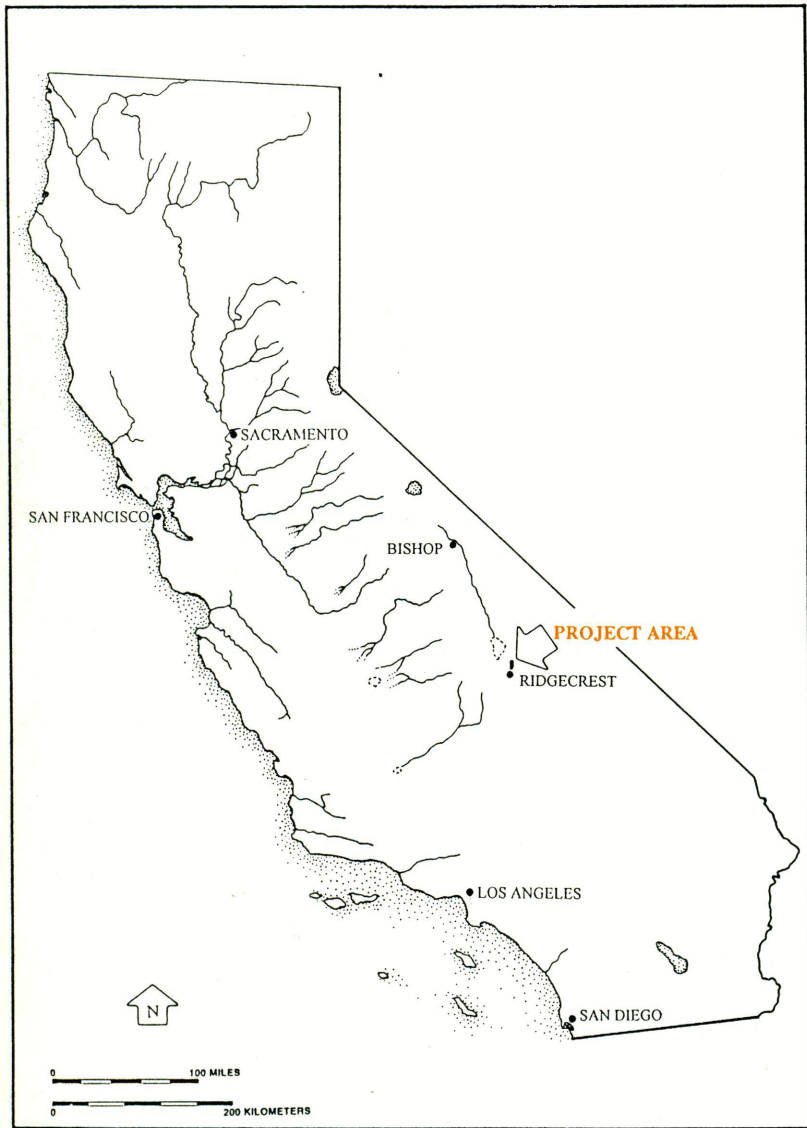 SACRAMENTO
SAN FRANCISCO
BISHOP
PROJECT AREA
RIDGECREST
LOS ANGELES
N
SAN DIEGO
0 100 MILES
0 200 KILOMETERS